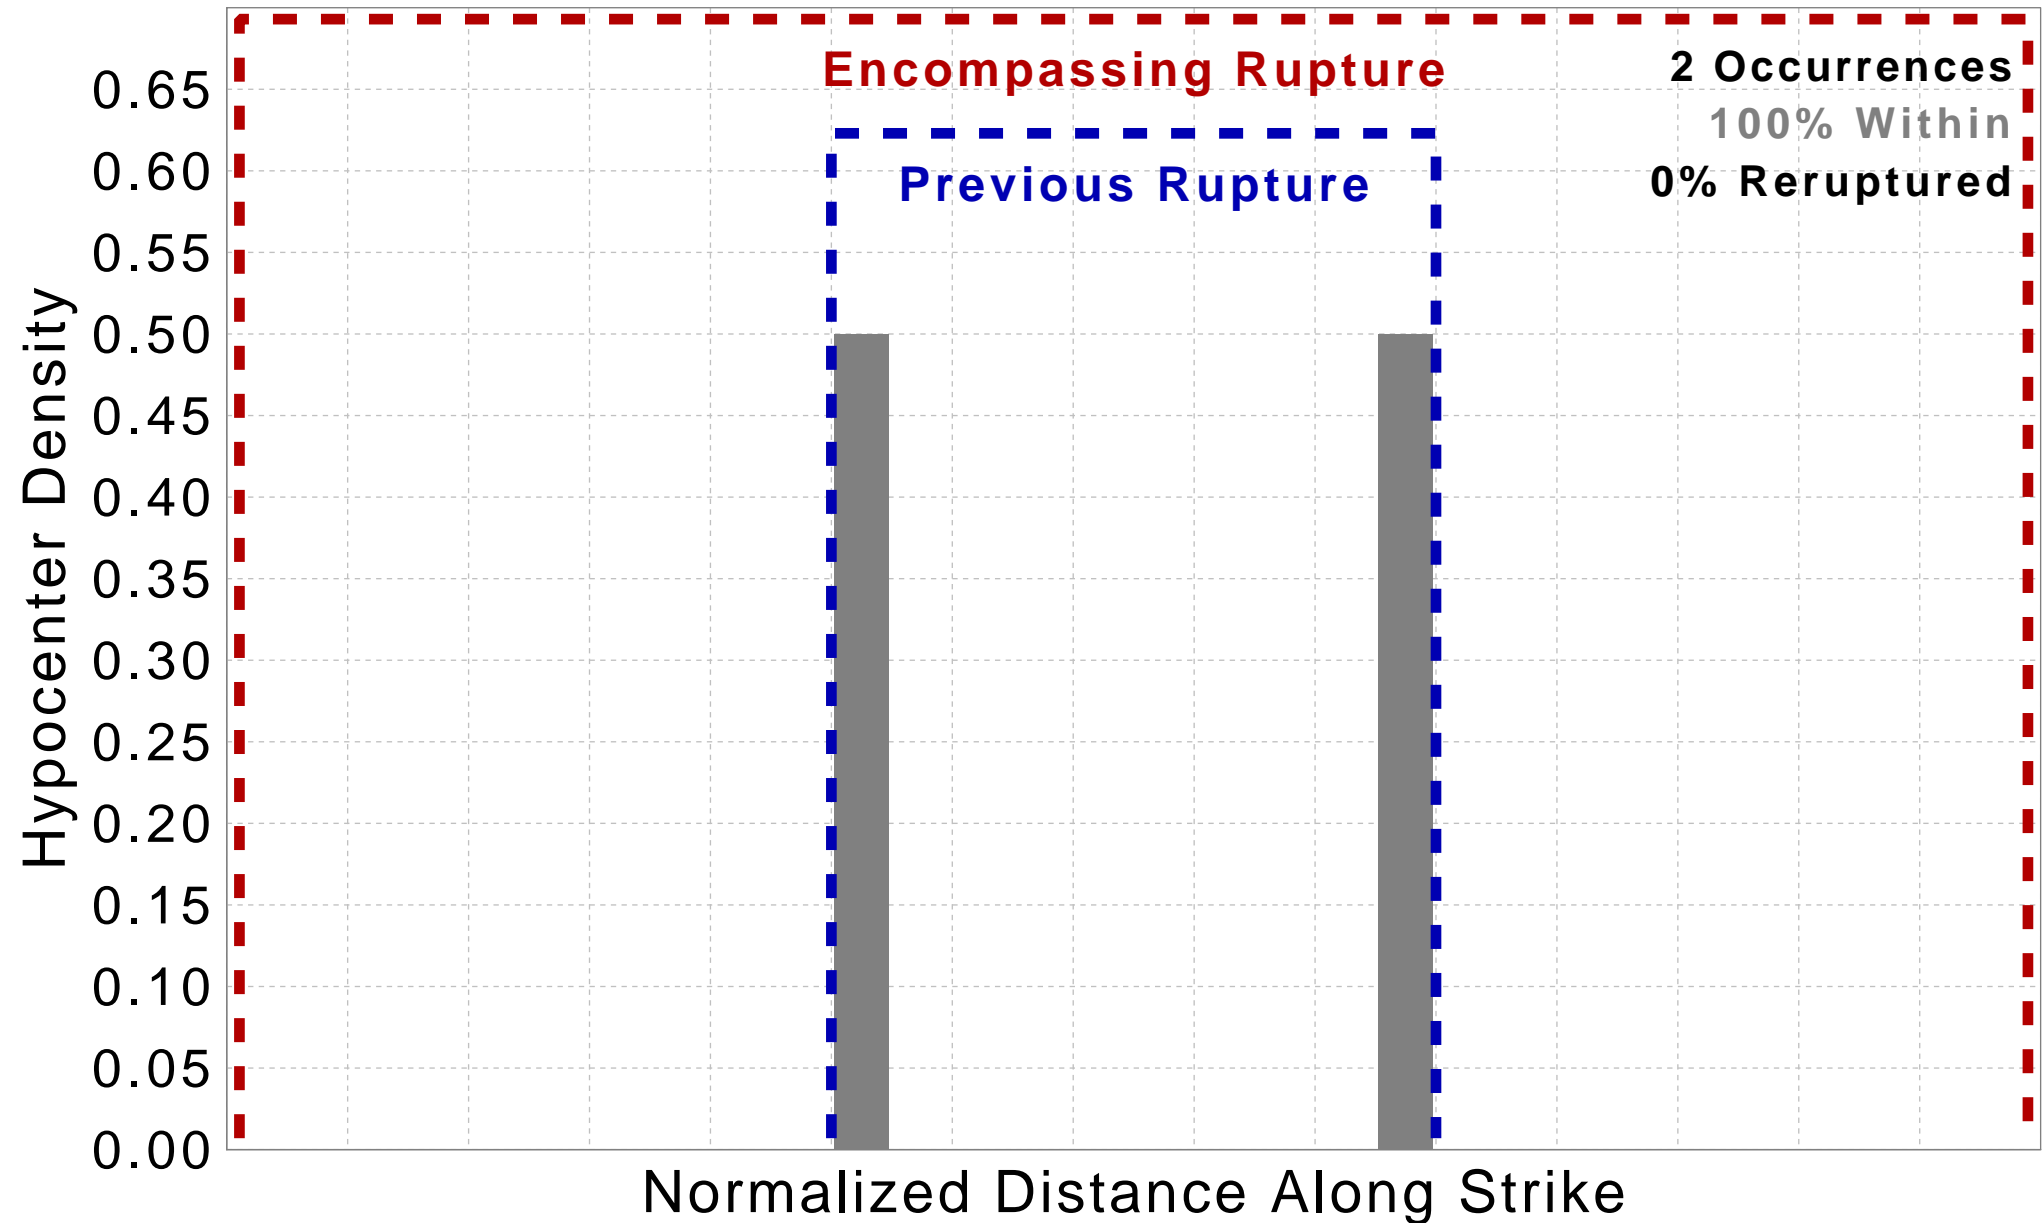 Encompassing Rupture
2 Occurrences
100% Within
0% Reruptured
Previous Rupture
Hypocenter Density
0.65
0.60
0.55
0.50
0.45
0.40
0.35
0.30
0.25
0.20
0.15
0.10
0.05
0.00
Normalized Distance Along Strike